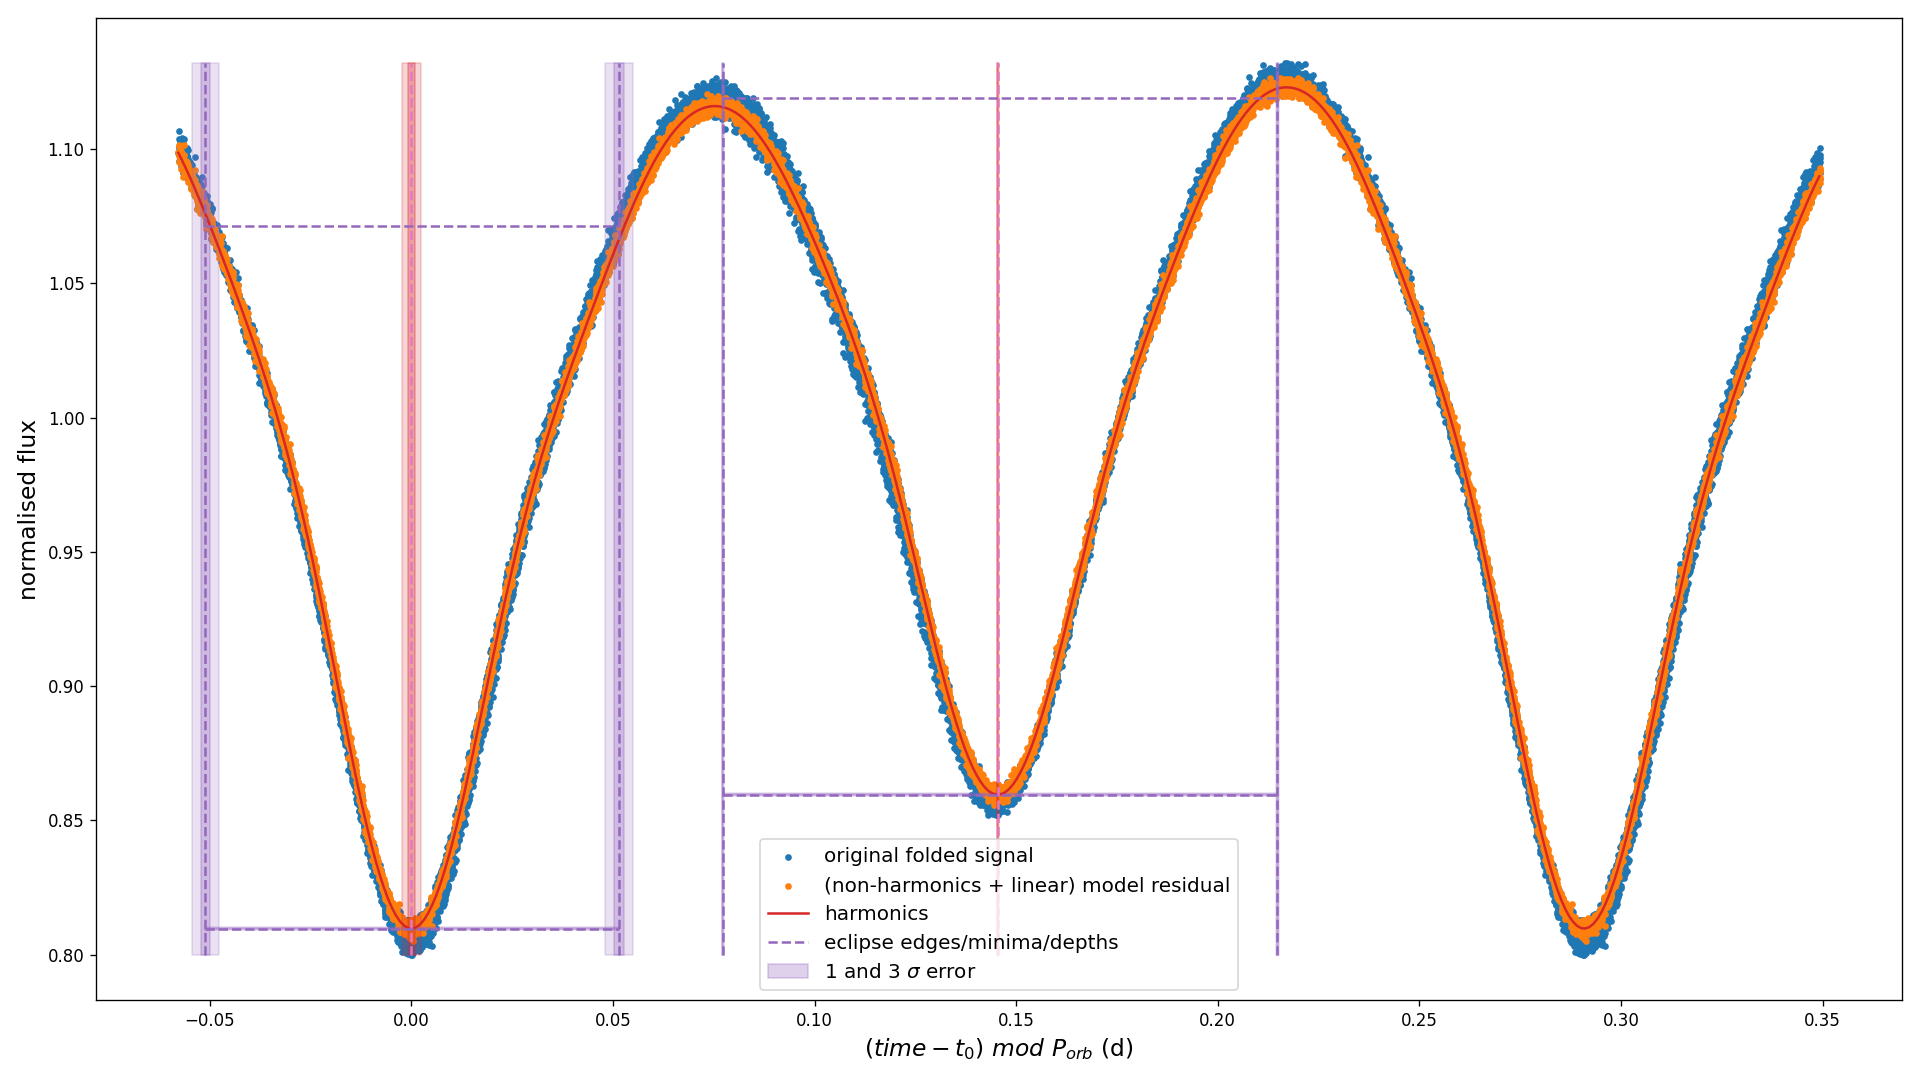 normalised flux
1.10
1.05
1.00
0.95
0.90
0.85
0.80
original folded signal
(non-harmonics + linear) model residual
harmonics
eclipse edges/minima/depths
1 and 3 σ error
−0.05 0.00 0.05 0.10 0.15 0.20 0.25 0.30 0.35
(time − t₀) mod P_orb (d)